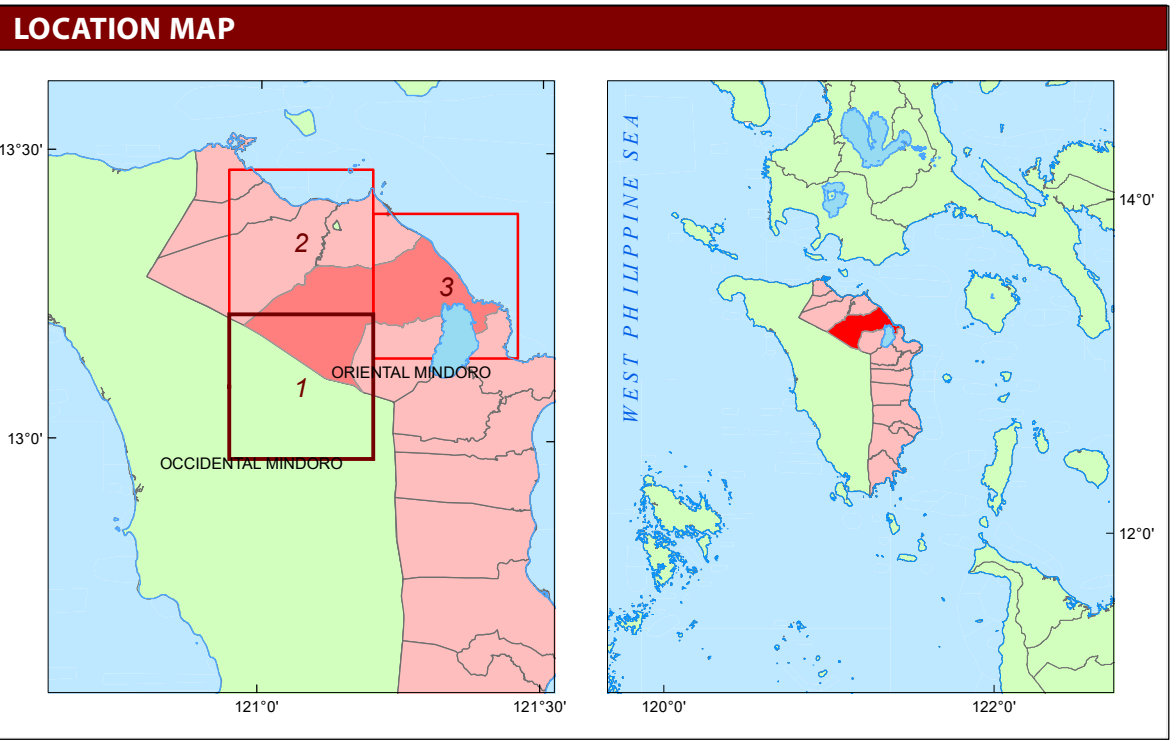 LOCATION MAP
13°30'
2
3
1
ORIENTAL MINDORO
13°0'
OCCIDENTAL MINDORO
121°0'
121°30'
WEST PHILIPPINE SEA
14°0'
12°0'
120°0'
122°0'